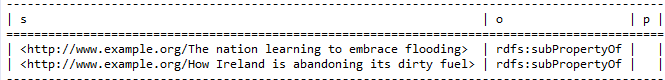 | s | o | p |
| <http://www.example.org/The nation learning to embrace flooding> | rdfs:subPropertyOf | |
| <http://www.example.org/How Ireland is abandoning its dirty fuel> | rdfs:subPropertyOf | |